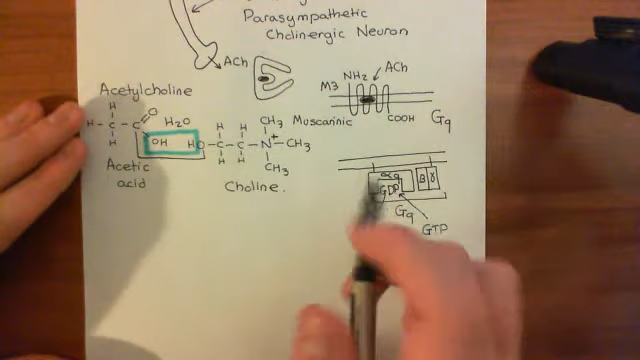 Parasympathetic
Cholinergic Neuron
ACh
ACh
NH2
M3
Muscarinic
COOH
Gq
Acetylcholine
H
O
H2O
H-C-C
OH
H
Acetic
acid
H H CH3
HO-C-C-N+-CH3
H H CH3
Choline.
αq
GDP
β γ
Gq
GTP